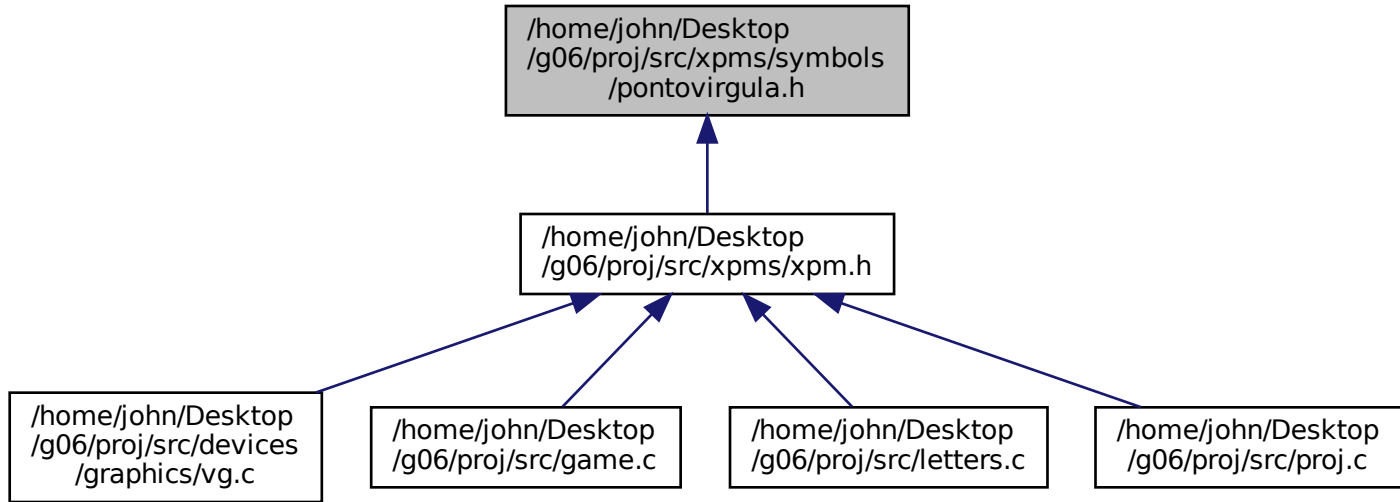 /home/john/Desktop
/g06/proj/src/xpms/symbols
/pontovirgula.h
/home/john/Desktop
/g06/proj/src/xpms/xpm.h
/home/john/Desktop
/g06/proj/src/devices
/graphics/vg.c
/home/john/Desktop
/g06/proj/src/game.c
/home/john/Desktop
/g06/proj/src/letters.c
/home/john/Desktop
/g06/proj/src/proj.c